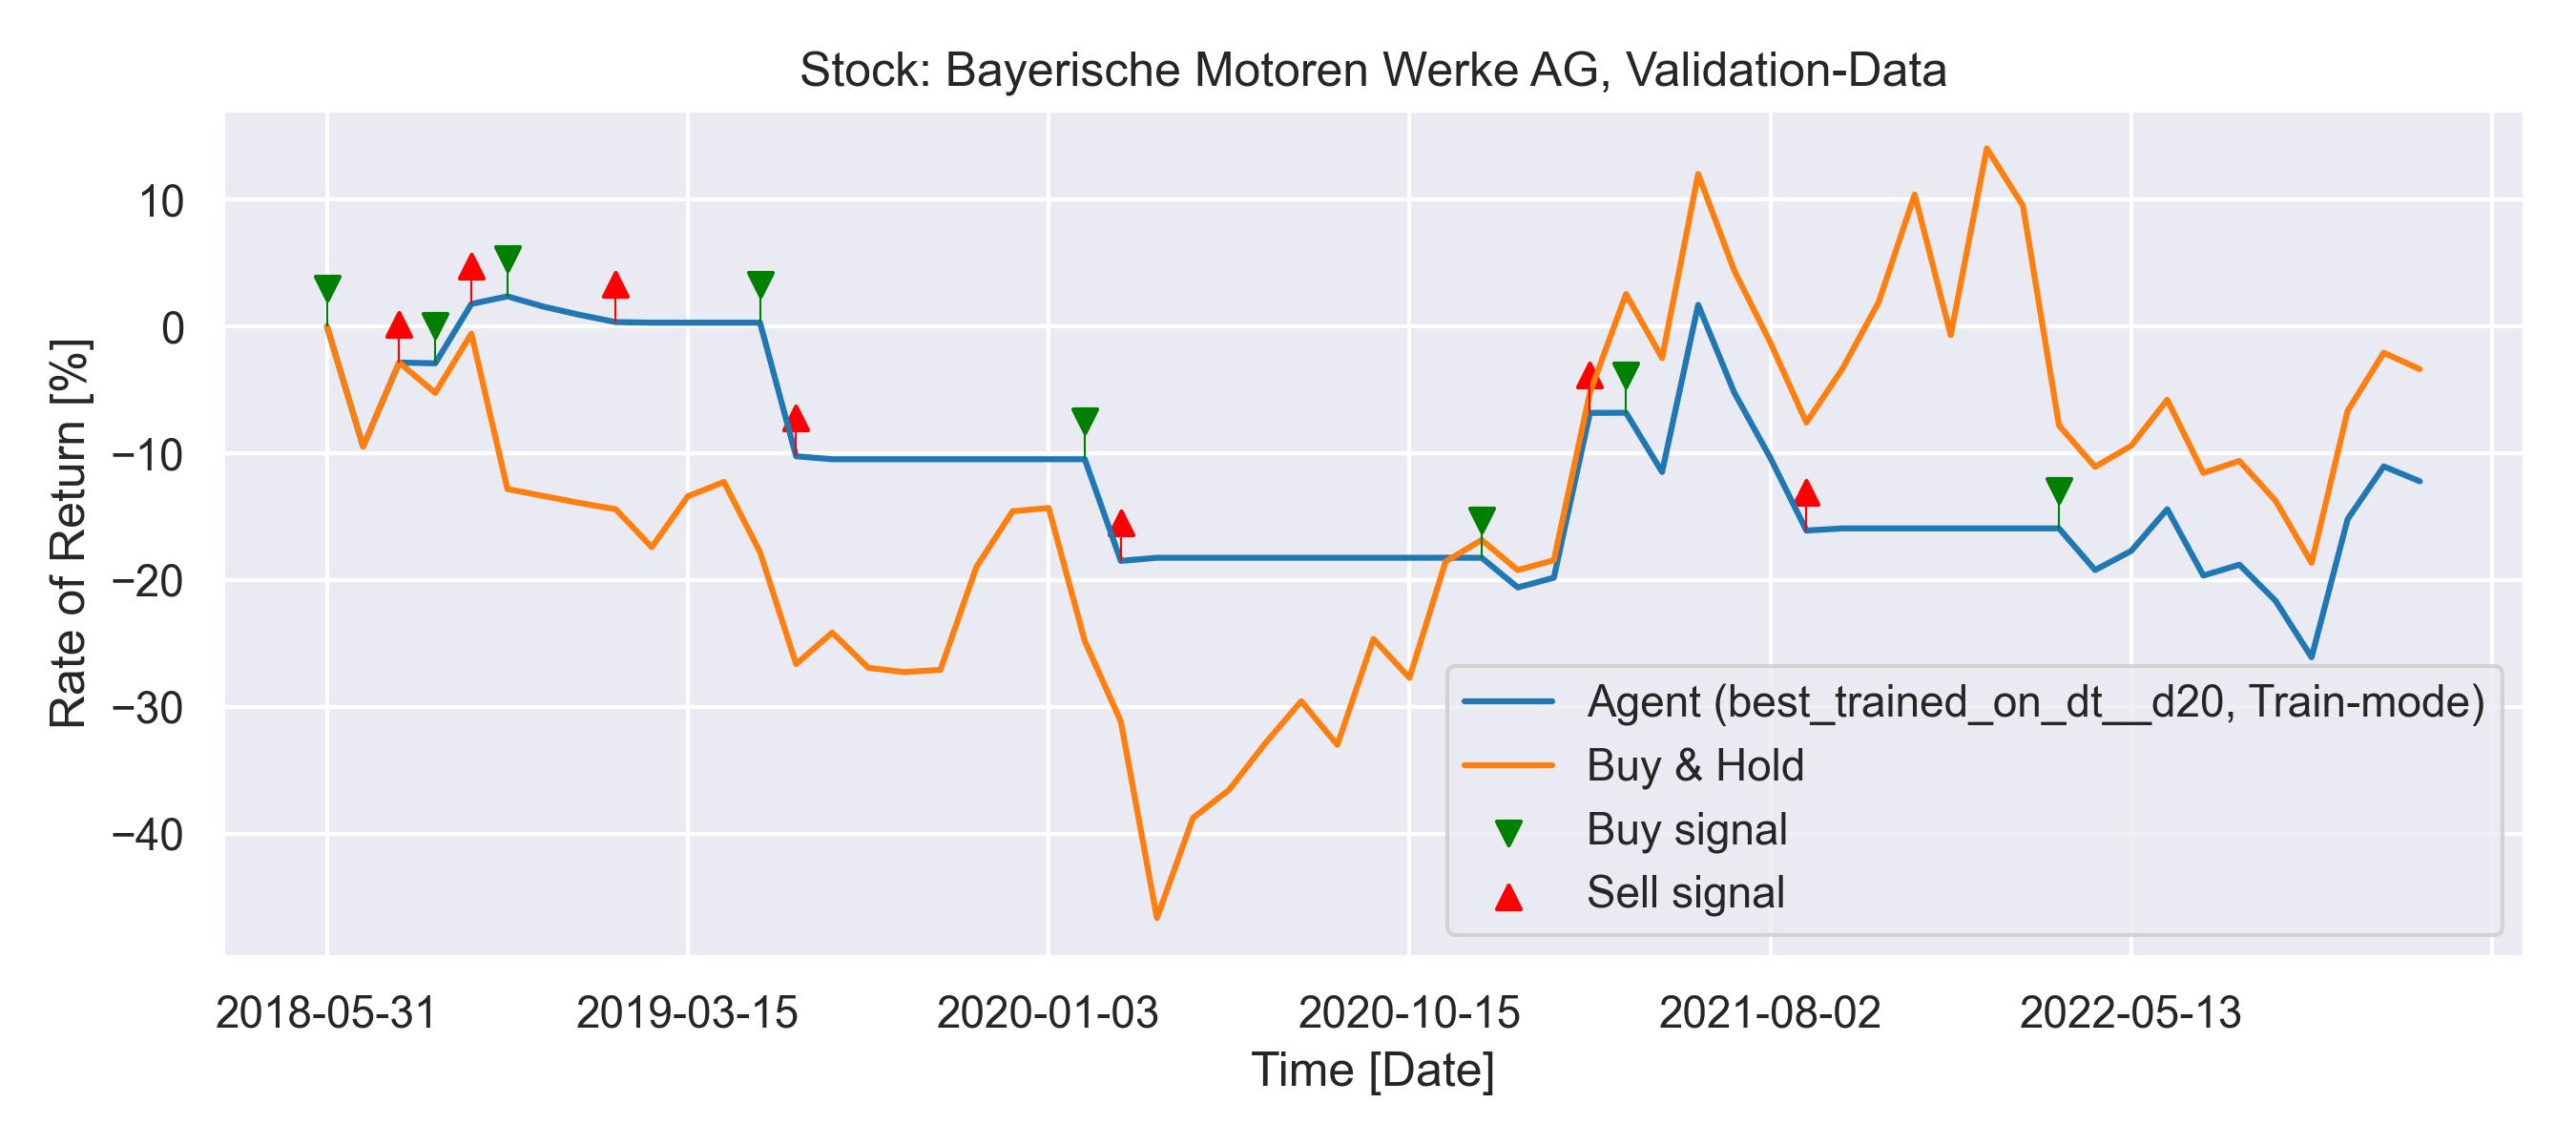 Stock: Bayerische Motoren Werke AG, Validation-Data
Rate of Return [%]
10
0
−10
−20
−30
−40
Agent (best_trained_on_dt__d20, Train-mode)
Buy & Hold
Buy signal
Sell signal
2018-05-31
2019-03-15
2020-01-03
2020-10-15
2021-08-02
2022-05-13
Time [Date]